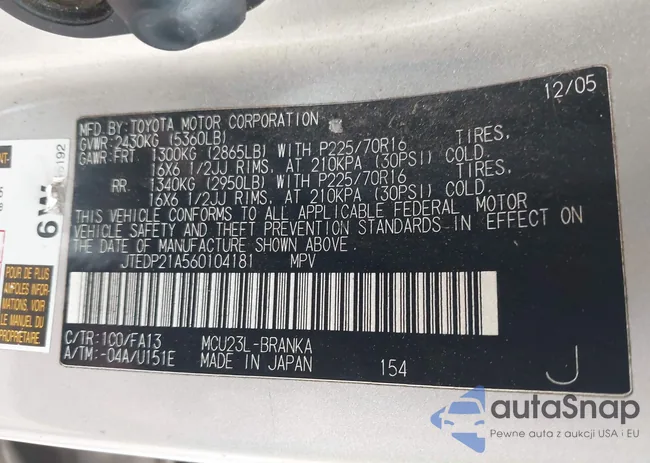 12/05
MFD.BY:TOYOTA MOTOR CORPORATION
GVWR:2430KG (5360LB)
GAWR:FRT 1300KG (2865LB) WITH P225/70R16 TIRES,
16X6 1/2JJ RIMS, AT 210KPA (30PSI) COLD.
RR 1340KG (2950LB) WITH P225/70R16 TIRES,
16X6 1/2JJ RIMS, AT 210KPA (30PSI) COLD.
THIS VEHICLE CONFORMS TO ALL APPLICABLE FEDERAL MOTOR
VEHICLE SAFETY AND THEFT PREVENTION STANDARDS IN EFFECT ON
THE DATE OF MANUFACTURE SHOWN ABOVE.
JTEDP21A560104181 MPV
C/TR:1C0/FA13 MCU23L-BRANKA
A/TM:-04A/U151E MADE IN JAPAN 154 J
POUR DE PLUS
AMPLES
VOIR
LE MANUEL DU
PROPRIÉTAIRE.
autaSnap
Pewne auta z aukcji USA i EU